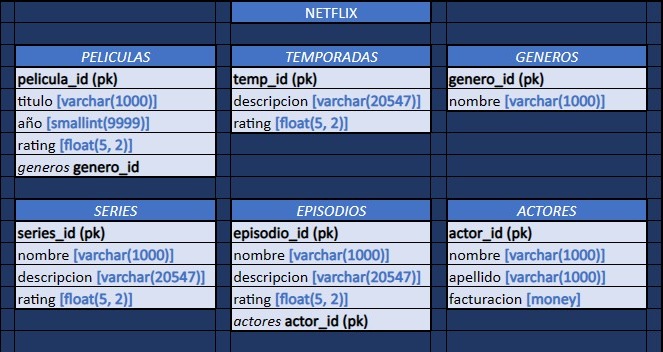 NETFLIX
PELICULAS
pelicula_id (pk)
titulo [varchar(1000)]
año [smallint(9999)]
rating [float(5, 2)]
generos genero_id
TEMPORADAS
temp_id (pk)
descripcion [varchar(20547)]
rating [float(5, 2)]
GENEROS
genero_id (pk)
nombre [varchar(1000)]
SERIES
series_id (pk)
nombre [varchar(1000)]
descripcion [varchar(20547)]
rating [float(5, 2)]
EPISODIOS
episodio_id (pk)
nombre [varchar(1000)]
descripcion [varchar(20547)]
rating [float(5, 2)]
actores actor_id (pk)
ACTORES
actor_id (pk)
nombre [varchar(1000)]
apellido [varchar(1000)]
facturacion [money]